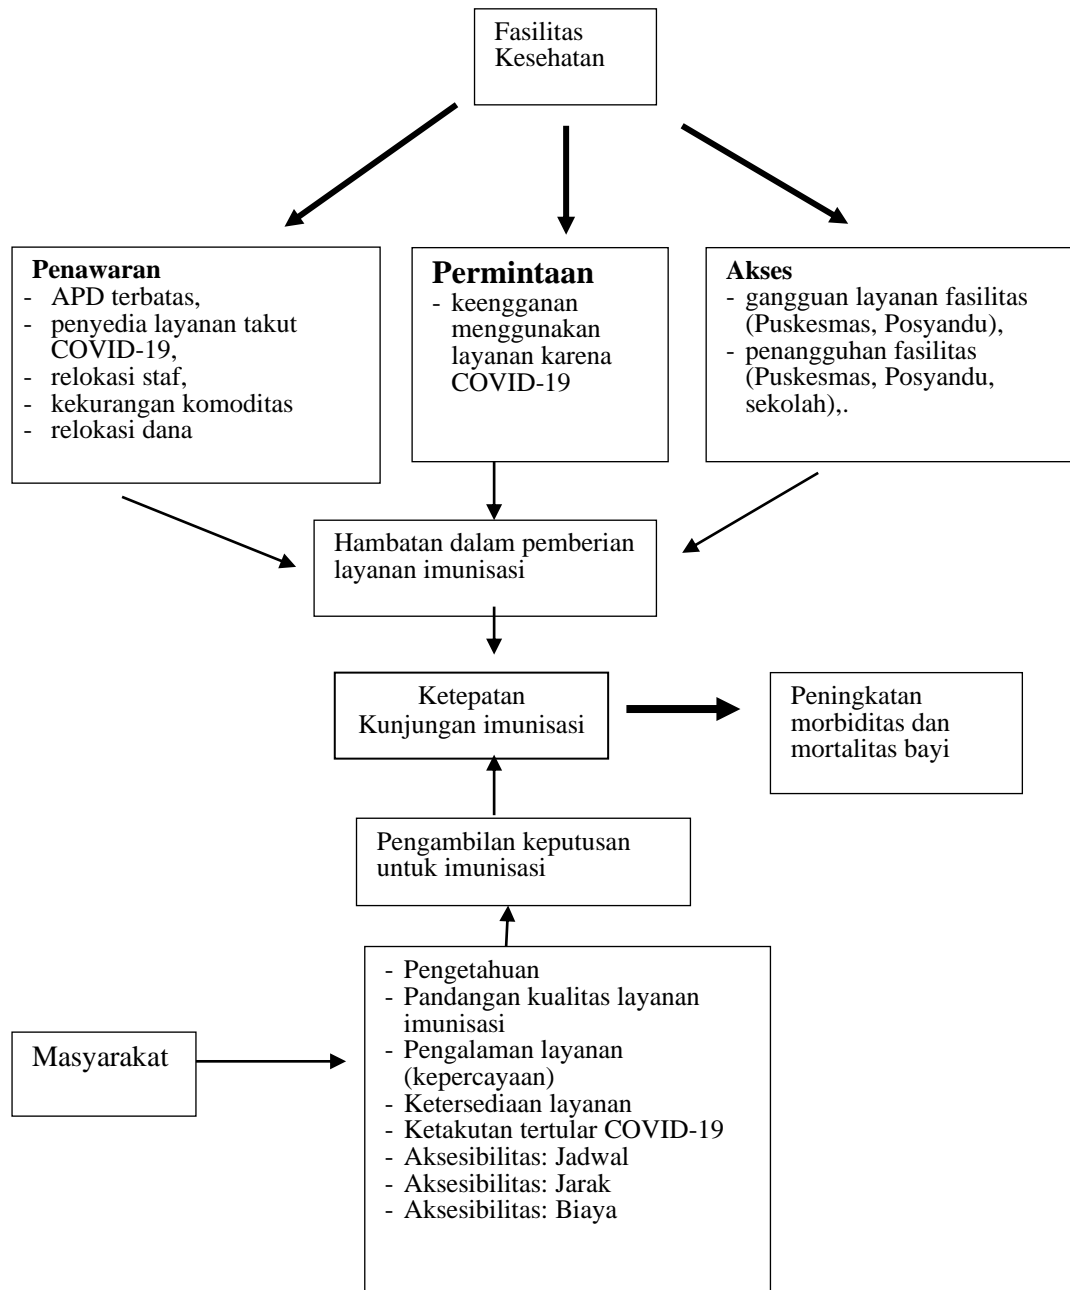 Fasilitas
Kesehatan
Penawaran
- APD terbatas,
- penyedia layanan takut
COVID-19,
- relokasi staf,
- kekurangan komoditas
- relokasi dana
Permintaan
- keengganan
menggunakan
layanan karena
COVID-19
Akses
- gangguan layanan fasilitas
(Puskesmas, Posyandu),
- penangguhan fasilitas
(Puskesmas, Posyandu,
sekolah),.
Hambatan dalam pemberian
layanan imunisasi
Ketepatan
Kunjungan imunisasi
Peningkatan
morbiditas dan
mortalitas bayi
Pengambilan keputusan
untuk imunisasi
Masyarakat
- Pengetahuan
- Pandangan kualitas layanan
imunisasi
- Pengalaman layanan
(kepercayaan)
- Ketersediaan layanan
- Ketakutan tertular COVID-19
- Aksesibilitas: Jadwal
- Aksesibilitas: Jarak
- Aksesibilitas: Biaya